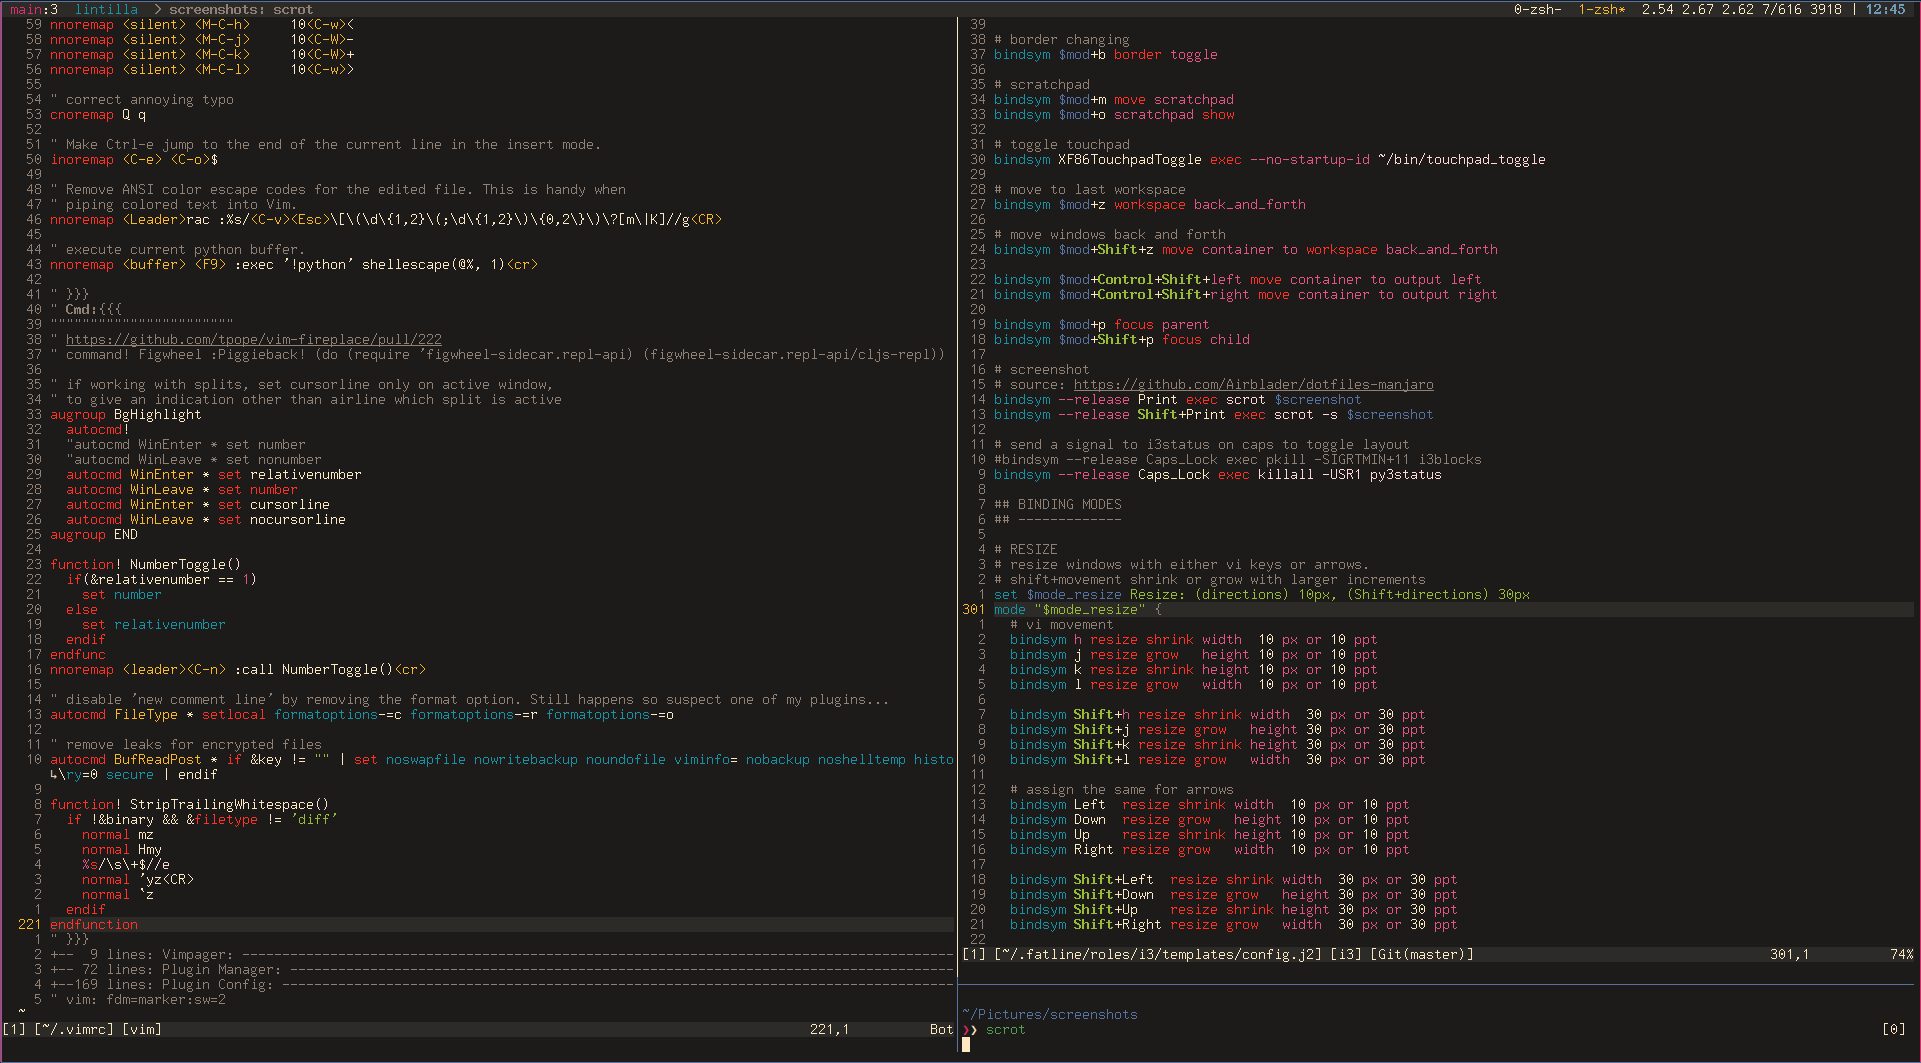 main:3  lintilla  > screenshots: scrot
0-zsh-  1-zsh*  2.54 2.67 2.62 7/616 3918 | 12:45
59 nnoremap <silent> <M-C-h>     10<C-w><
58 nnoremap <silent> <M-C-j>     10<C-W>-
57 nnoremap <silent> <M-C-k>     10<C-W>+
56 nnoremap <silent> <M-C-l>     10<C-w>>
55
54 " correct annoying typo
53 cnoremap Q q
52
51 " Make Ctrl-e jump to the end of the current line in the insert mode.
50 inoremap <C-e> <C-o>$
49
48 " Remove ANSI color escape codes for the edited file. This is handy when
47 " piping colored text into Vim.
46 nnoremap <Leader>rac :%s/<C-v><Esc>\[\(\d\{1,2}\(;\d\{1,2}\)\{0,2\}\)\?[m\|K]//g<CR>
45
44 " execute current python buffer.
43 nnoremap <buffer> <F9> :exec '!python' shellescape(@%, 1)<cr>
42
41 " }}}
40 " Cmd:{{{
39 """""""""""""""""""""""
38 " https://github.com/tpope/vim-fireplace/pull/222
37 " command! Figwheel :Piggieback! (do (require 'figwheel-sidecar.repl-api) (figwheel-sidecar.repl-api/cljs-repl))
36
35 " if working with splits, set cursorline only on active window,
34 " to give an indication other than airline which split is active
33 augroup BgHighlight
32   autocmd!
31   "autocmd WinEnter * set number
30   "autocmd WinLeave * set nonumber
29   autocmd WinEnter * set relativenumber
28   autocmd WinLeave * set number
27   autocmd WinEnter * set cursorline
26   autocmd WinLeave * set nocursorline
25 augroup END
24
23 function! NumberToggle()
22   if(&relativenumber == 1)
21     set number
20   else
19     set relativenumber
18   endif
17 endfunc
16 nnoremap <leader><C-n> :call NumberToggle()<cr>
15
14 " disable 'new comment line' by removing the format option. Still happens so suspect one of my plugins...
13 autocmd FileType * setlocal formatoptions-=c formatoptions-=r formatoptions-=o
12
11 " remove leaks for encrypted files
10 autocmd BufReadPost * if &key != "" | set noswapfile nowritebackup noundofile viminfo= nobackup noshelltemp histo
↳\ry=0 secure | endif
9
8 function! StripTrailingWhitespace()
7   if !&binary && &filetype != 'diff'
6     normal mz
5     normal Hmy
4     %s/\s\+$//e
3     normal 'yz<CR>
2     normal `z
1   endif
221 endfunction
1 " }}}
2 +--  9 lines: Vimpager: ----------------------------------------
3 +-- 72 lines: Plugin Manager: ----------------------------------------
4 +--169 lines: Plugin Config: ----------------------------------------
5 " vim: fdm=marker:sw=2
~
[1] [~/.vimrc] [vim]                    221,1          Bot
39
38 # border changing
37 bindsym $mod+b border toggle
36
35 # scratchpad
34 bindsym $mod+m move scratchpad
33 bindsym $mod+o scratchpad show
32
31 # toggle touchpad
30 bindsym XF86TouchpadToggle exec --no-startup-id ~/bin/touchpad_toggle
29
28 # move to last workspace
27 bindsym $mod+z workspace back_and_forth
26
25 # move windows back and forth
24 bindsym $mod+Shift+z move container to workspace back_and_forth
23
22 bindsym $mod+Control+Shift+left move container to output left
21 bindsym $mod+Control+Shift+right move container to output right
20
19 bindsym $mod+p focus parent
18 bindsym $mod+Shift+p focus child
17
16 # screenshot
15 # source: https://github.com/Airblader/dotfiles-manjaro
14 bindsym --release Print exec scrot $screenshot
13 bindsym --release Shift+Print exec scrot -s $screenshot
12
11 # send a signal to i3status on caps to toggle layout
10 #bindsym --release Caps_Lock exec pkill -SIGRTMIN+11 i3blocks
9 bindsym --release Caps_Lock exec killall -USR1 py3status
8
7 ## BINDING MODES
6 ## -------------
5
4 # RESIZE
3 # resize windows with either vi keys or arrows.
2 # shift+movement shrink or grow with larger increments
1 set $mode_resize Resize: (directions) 10px, (Shift+directions) 30px
301 mode "$mode_resize" {
1   # vi movement
2   bindsym h resize shrink width  10 px or 10 ppt
3   bindsym j resize grow   height 10 px or 10 ppt
4   bindsym k resize shrink height 10 px or 10 ppt
5   bindsym l resize grow   width  10 px or 10 ppt
6
7   bindsym Shift+h resize shrink width  30 px or 30 ppt
8   bindsym Shift+j resize grow   height 30 px or 30 ppt
9   bindsym Shift+k resize shrink height 30 px or 30 ppt
10   bindsym Shift+l resize grow   width  30 px or 30 ppt
11
12   # assign the same for arrows
13   bindsym Left  resize shrink width  10 px or 10 ppt
14   bindsym Down  resize grow   height 10 px or 10 ppt
15   bindsym Up    resize shrink height 10 px or 10 ppt
16   bindsym Right resize grow   width  10 px or 10 ppt
17
18   bindsym Shift+Left  resize shrink width  30 px or 30 ppt
19   bindsym Shift+Down  resize grow   height 30 px or 30 ppt
20   bindsym Shift+Up    resize shrink height 30 px or 30 ppt
21   bindsym Shift+Right resize grow   width  30 px or 30 ppt
22
[1] [~/.fatline/roles/i3/templates/config.j2] [i3] [Git(master)]          301,1          74%
~/Pictures/screenshots
❯❯ scrot          [0]